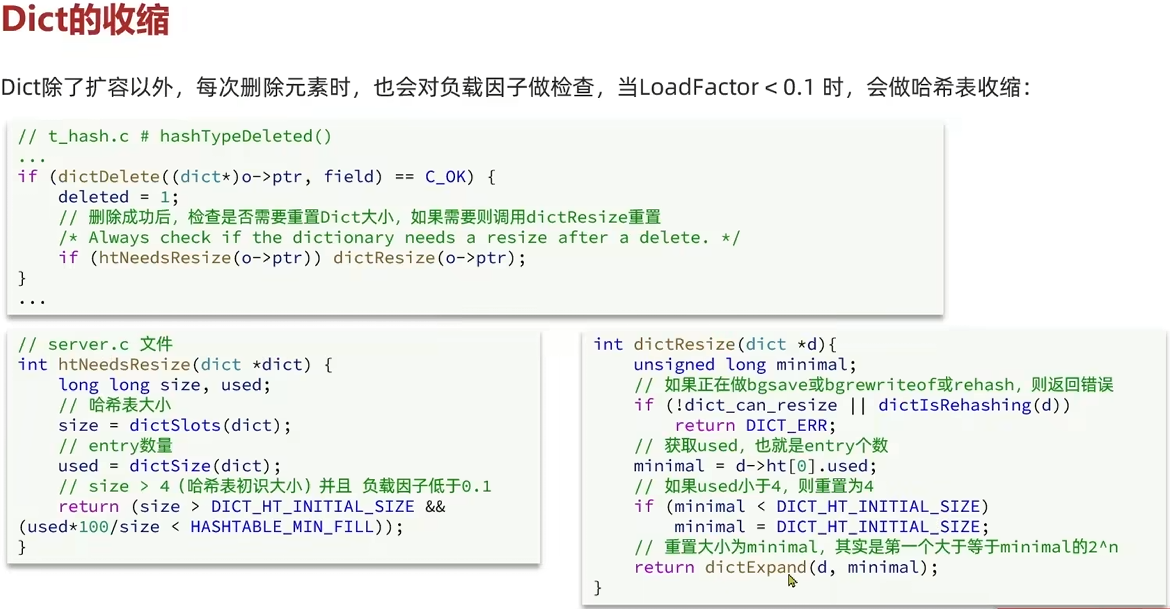 Dict的收缩
Dict除了扩容以外，每次删除元素时，也会对负载因子做检查，当LoadFactor < 0.1 时，会做哈希表收缩：
// t_hash.c # hashTypeDeleted()
...
if (dictDelete((dict*)o->ptr, field) == C_OK) {
    deleted = 1;
    // 删除成功后，检查是否需要重置Dict大小，如果需要则调用dictResize重置
    /* Always check if the dictionary needs a resize after a delete. */
    if (htNeedsResize(o->ptr)) dictResize(o->ptr);
}
...
// server.c 文件
int htNeedsResize(dict *dict) {
    long long size, used;
    // 哈希表大小
    size = dictSlots(dict);
    // entry数量
    used = dictSize(dict);
    // size > 4（哈希表初识大小）并且 负载因子低于0.1
    return (size > DICT_HT_INITIAL_SIZE &&
(used*100/size < HASHTABLE_MIN_FILL));
}
int dictResize(dict *d){
    unsigned long minimal;
    // 如果正在做bgsave或bgrewriteof或rehash，则返回错误
    if (!dict_can_resize || dictIsRehashing(d))
        return DICT_ERR;
    // 获取used，也就是entry个数
    minimal = d->ht[0].used;
    // 如果used小于4，则重置为4
    if (minimal < DICT_HT_INITIAL_SIZE)
        minimal = DICT_HT_INITIAL_SIZE;
    // 重置大小为minimal，其实是第一个大于等于minimal的2^n
    return dictExpand(d, minimal);
}